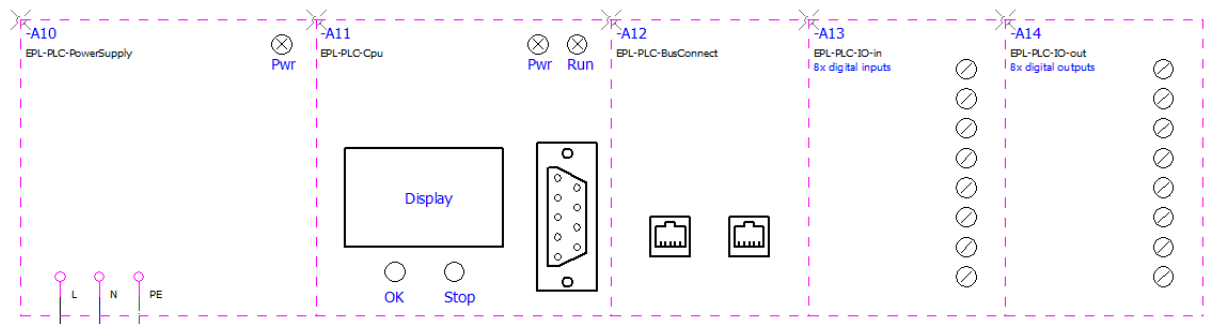 -A10
EPL-PLC-PowerSupply
Pwr
L
N
PE
-A11
EPL-PLC-Cpu
Pwr
Run
Display
OK
Stop
-A12
EPL-PLC-BusConnect
-A13
EPL-PLC-IO-in
8x digital inputs
-A14
EPL-PLC-IO-out
8x digital outputs